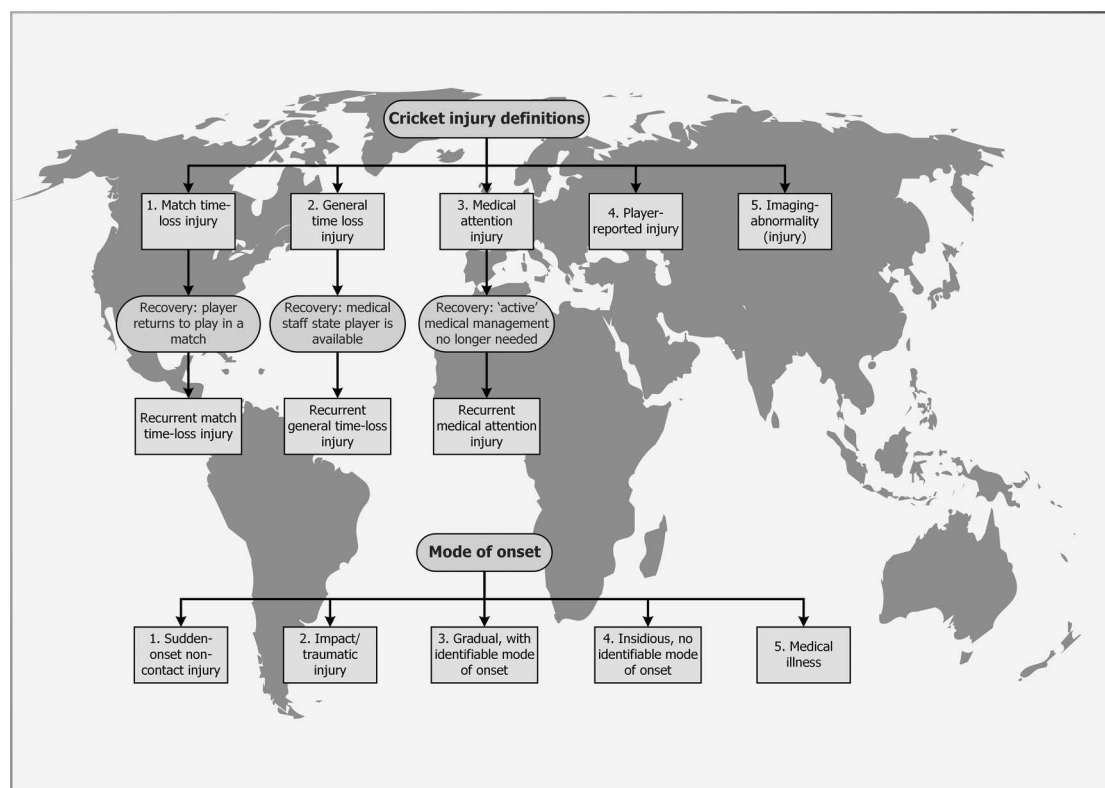 Cricket injury definitions
1. Match time-
loss injury
2. General
time loss
injury
3. Medical
attention
injury
4. Player-
reported injury
5. Imaging-
abnormality
(injury)
Recovery: player
returns to play in a
match
Recovery: medical
staff state player is
available
Recovery: ‘active’
medical management
no longer needed
Recurrent match
time-loss injury
Recurrent
general time-loss
injury
Recurrent
medical attention
injury
Mode of onset
1. Sudden-
onset non-
contact injury
2. Impact/
traumatic
injury
3. Gradual, with
identifiable mode
of onset
4. Insidious, no
identifiable mode
of onset
5. Medical
illness